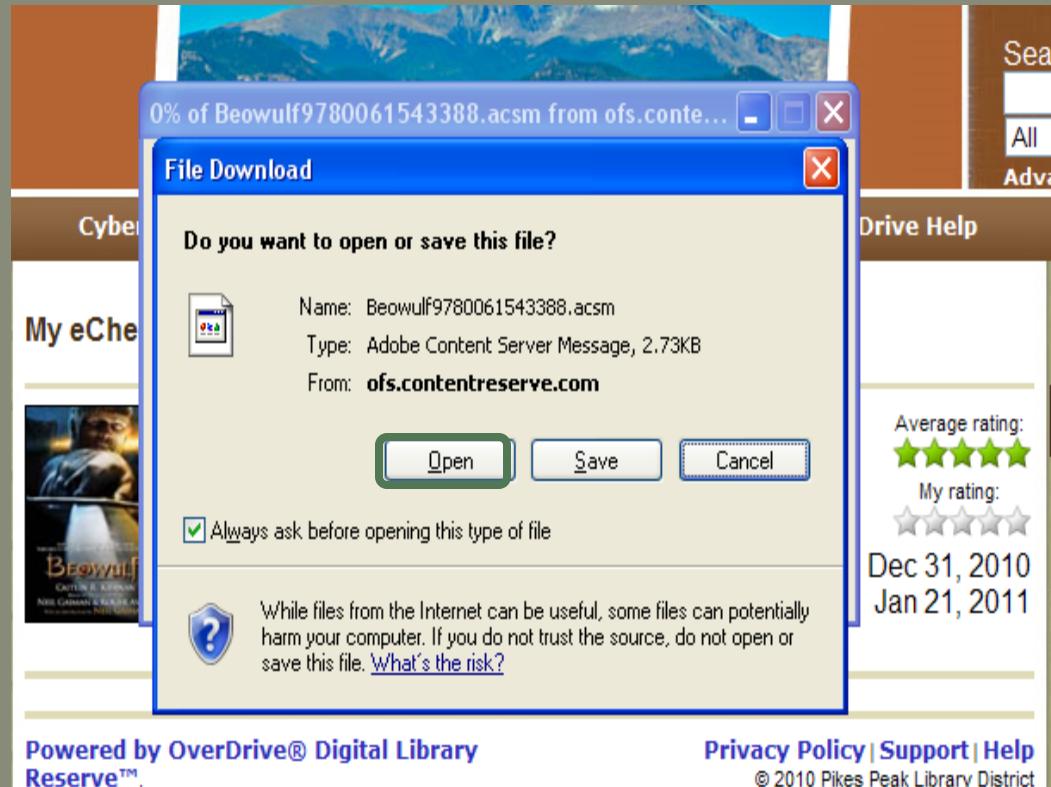 Sea
0% of Beowulf9780061543388.acsm from ofs.conte...
All
File Download
Adva
Cyber
Drive Help
Do you want to open or save this file?
Name: Beowulf9780061543388.acsm
Type: Adobe Content Server Message, 2.73KB
From: ofs.contentreserve.com
My eChe
Average rating:
Open Save Cancel
My rating:
Always ask before opening this type of file
BEOWULF
Dec 31, 2010
Jan 21, 2011
While files from the Internet can be useful, some files can potentially
harm your computer. If you do not trust the source, do not open or
save this file. What's the risk?
Powered by OverDrive® Digital Library
Reserve™.
Privacy Policy | Support | Help
© 2010 Pikes Peak Library District